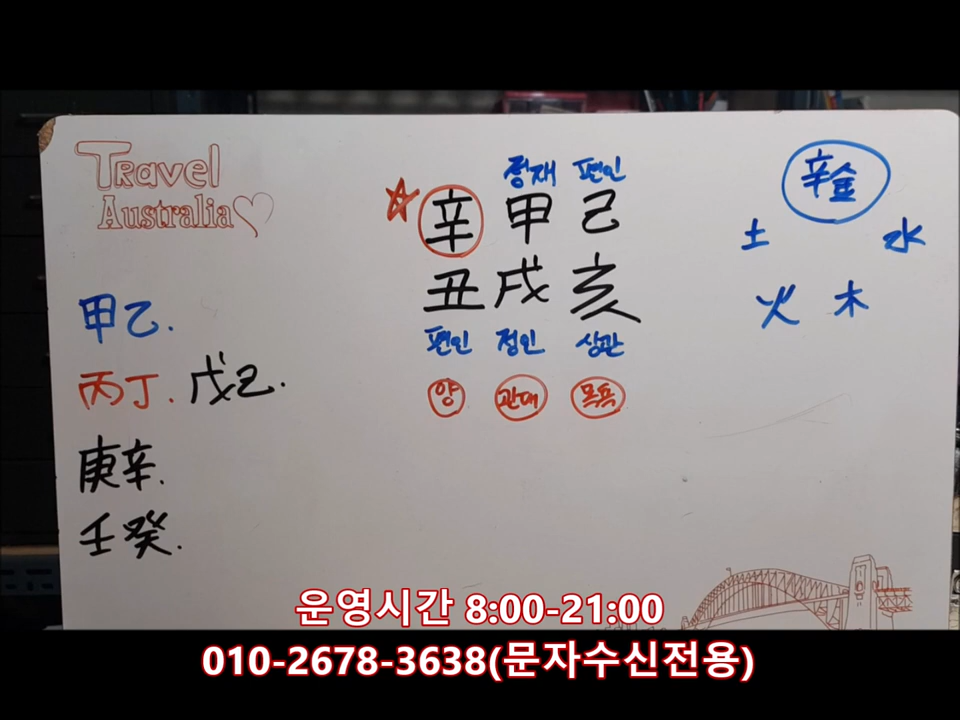 Travel
Australia
정재 편인
辛 甲 己
丑 戌 亥
편인 정인 상관
양 관대 목욕
辛金
土 水
火 木
甲乙.
丙丁. 戊己.
庚辛.
壬癸.
운영시간 8:00-21:00
010-2678-3638(문자수신전용)